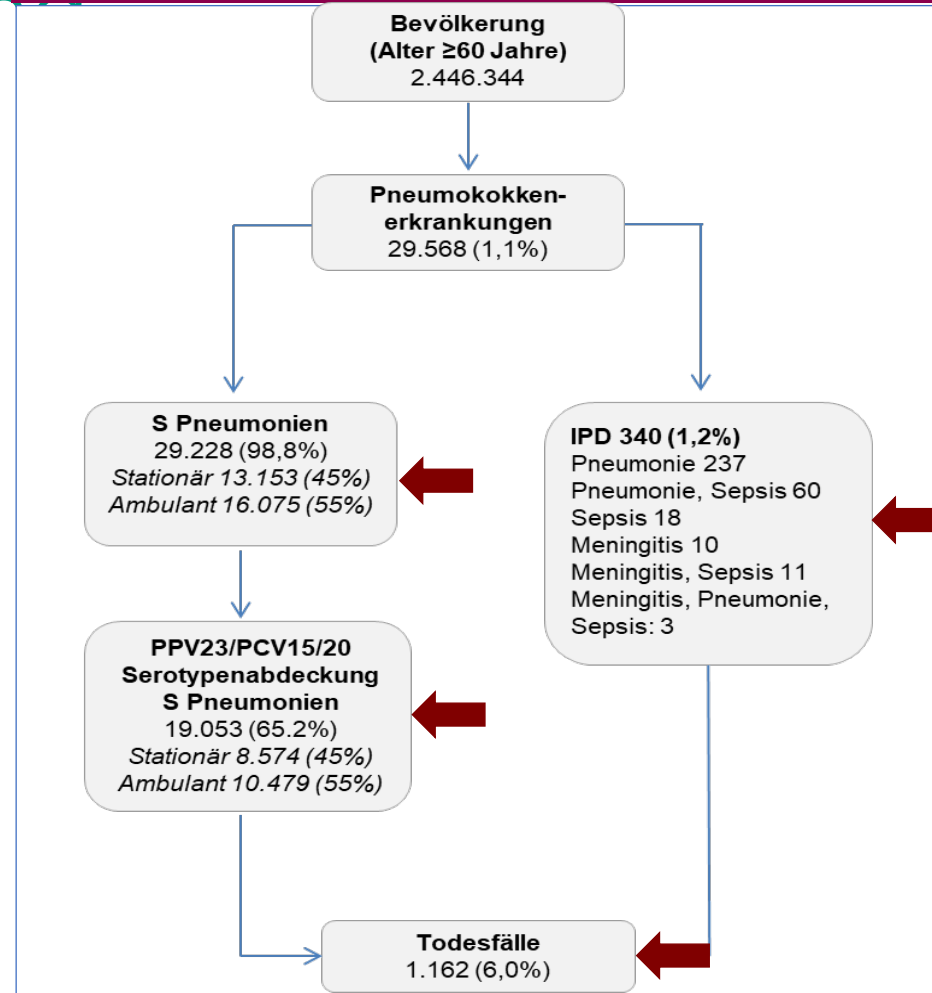 Bevölkerung
(Alter ≥60 Jahre)
2.446.344
Pneumokokken-
erkrankungen
29.568 (1,1%)
S Pneumonien
29.228 (98,8%)
Stationär 13.153 (45%)
Ambulant 16.075 (55%)
IPD 340 (1,2%)
Pneumonie 237
Pneumonie, Sepsis 60
Sepsis 18
Meningitis 10
Meningitis, Sepsis 11
Meningitis, Pneumonie,
Sepsis: 3
PPV23/PCV15/20
Serotypenabdeckung
S Pneumonien
19.053 (65.2%)
Stationär 8.574 (45%)
Ambulant 10.479 (55%)
Todesfälle
1.162 (6,0%)